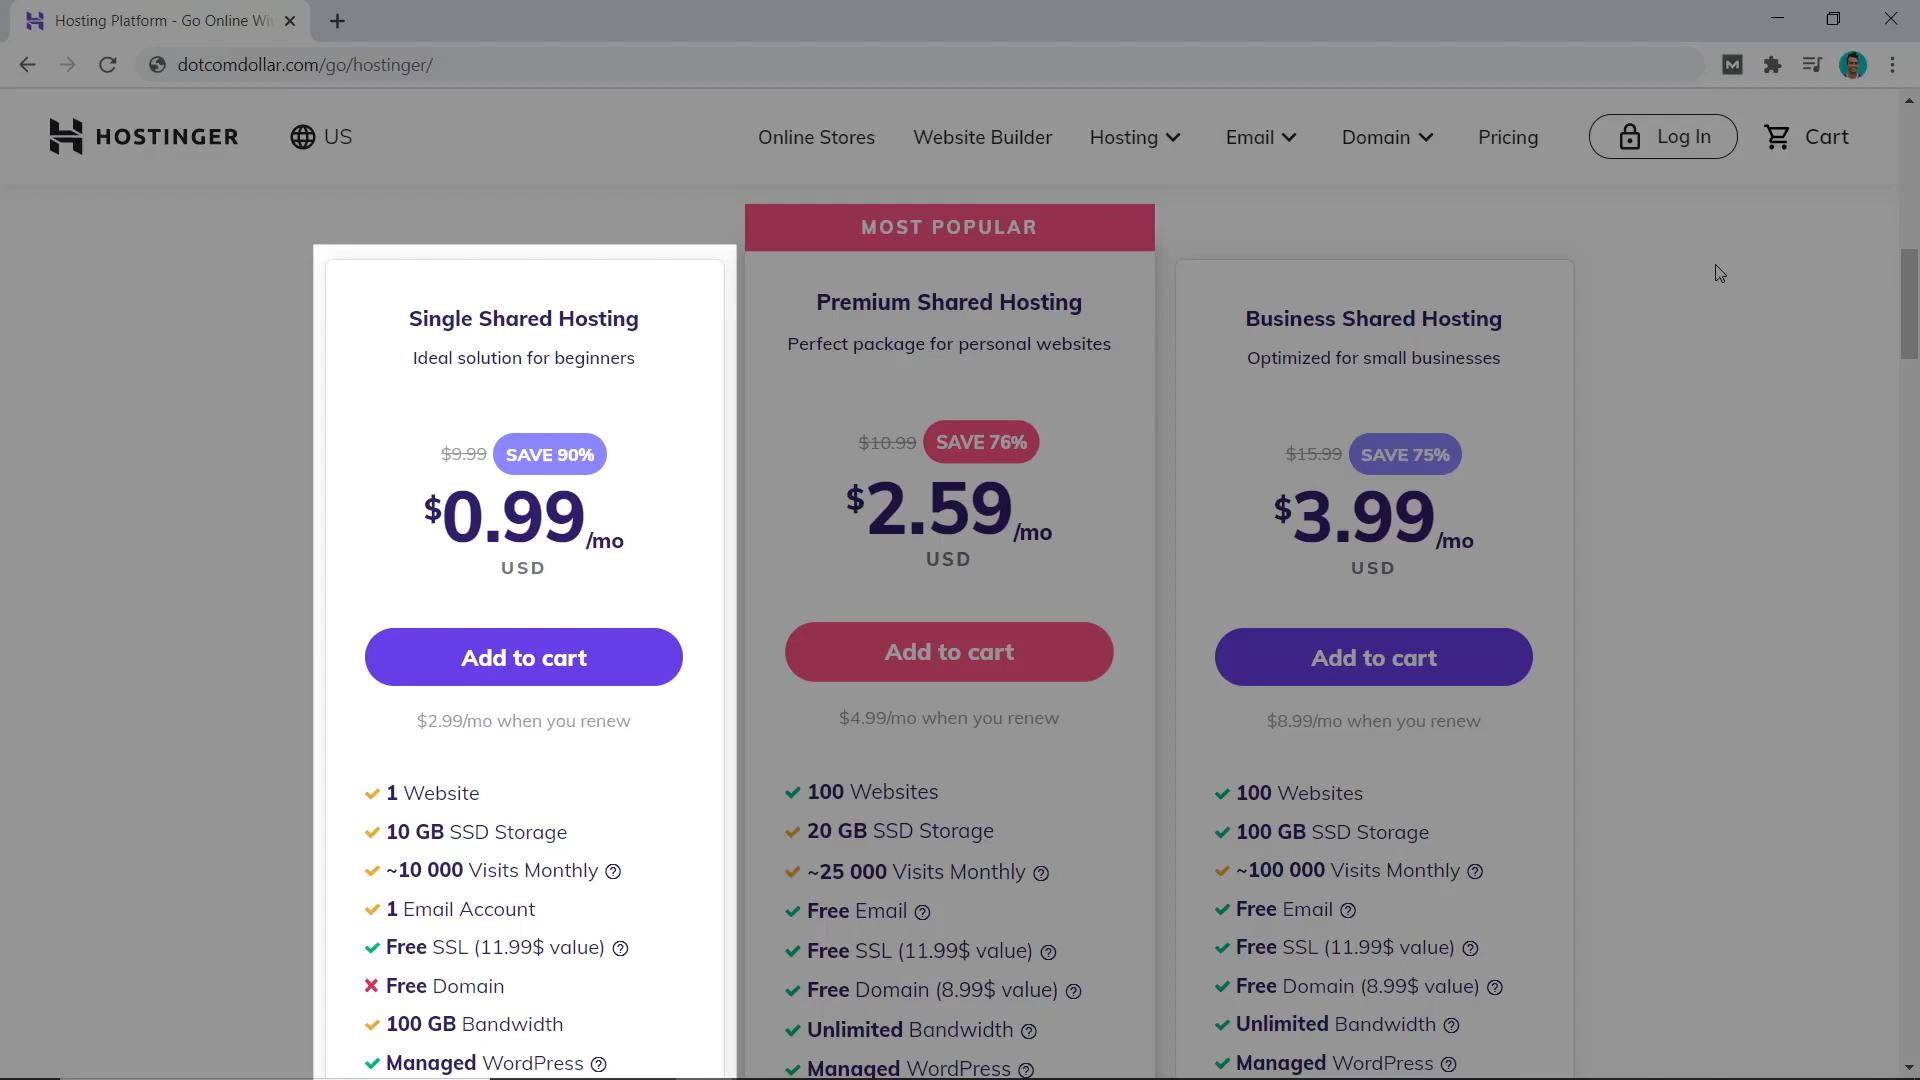 Hosting Platform - Go Online Wi
dotcomdollar.com/go/hostinger/
HOSTINGER
US
Online Stores
Website Builder
Hosting
Email
Domain
Pricing
Log In
Cart
Single Shared Hosting
Ideal solution for beginners
$9.99 SAVE 90%
$0.99/mo
USD
Add to cart
$2.99/mo when you renew
1 Website
10 GB SSD Storage
~10 000 Visits Monthly
1 Email Account
Free SSL (11.99$ value)
Free Domain
100 GB Bandwidth
Managed WordPress
MOST POPULAR
Premium Shared Hosting
Perfect package for personal websites
$10.99 SAVE 76%
$2.59/mo
USD
Add to cart
$4.99/mo when you renew
100 Websites
20 GB SSD Storage
~25 000 Visits Monthly
Free Email
Free SSL (11.99$ value)
Free Domain (8.99$ value)
Unlimited Bandwidth
Managed WordPress
Business Shared Hosting
Optimized for small businesses
$15.99 SAVE 75%
$3.99/mo
USD
Add to cart
$8.99/mo when you renew
100 Websites
100 GB SSD Storage
~100 000 Visits Monthly
Free Email
Free SSL (11.99$ value)
Free Domain (8.99$ value)
Unlimited Bandwidth
Managed WordPress